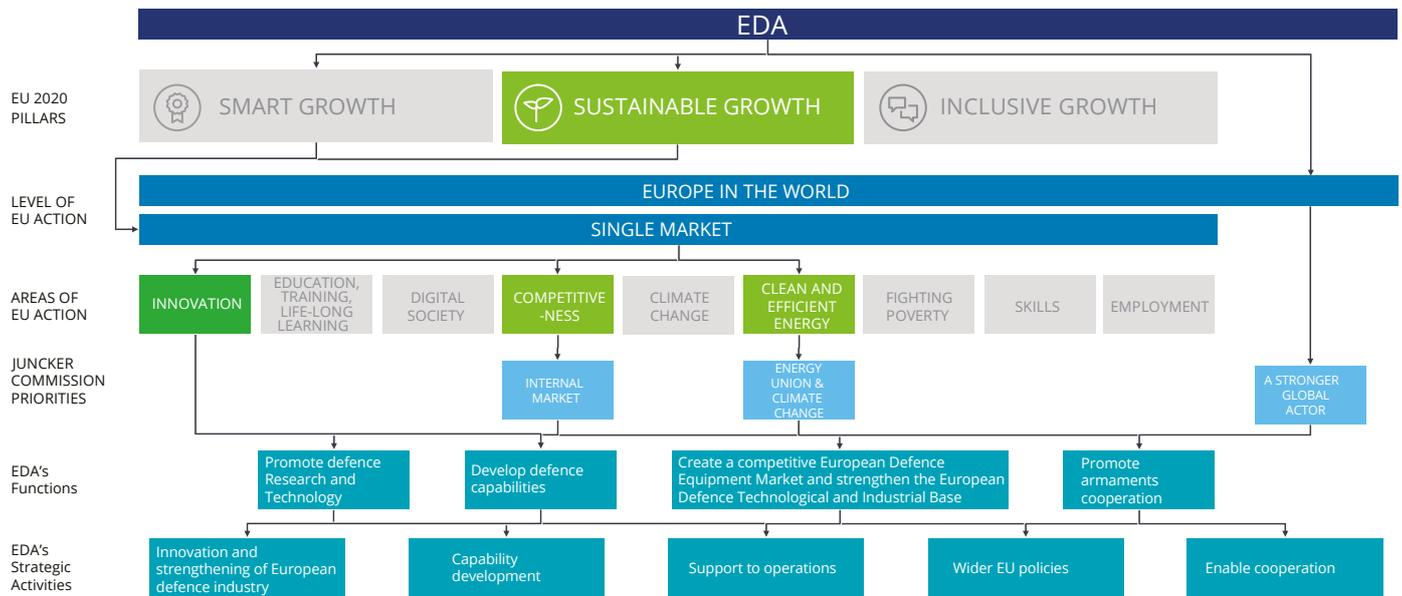 EDA
EU 2020
PILLARS
SMART GROWTH
SUSTAINABLE GROWTH
INCLUSIVE GROWTH
LEVEL OF
EU ACTION
EUROPE IN THE WORLD
SINGLE MARKET
AREAS OF
EU ACTION
INNOVATION
EDUCATION,
TRAINING,
LIFE-LONG
LEARNING
DIGITAL
SOCIETY
COMPETITIVE
-NESS
CLIMATE
CHANGE
CLEAN AND
EFFICIENT
ENERGY
FIGHTING
POVERTY
SKILLS
EMPLOYMENT
JUNCKER
COMMISSION
PRIORITIES
INTERNAL
MARKET
ENERGY
UNION &
CLIMATE
CHANGE
A STRONGER
GLOBAL
ACTOR
EDA's
Functions
Promote defence
Research and
Technology
Develop defence
capabilities
Create a competitive European Defence
Equipment Market and strengthen the European
Defence Technological and Industrial Base
Promote
armaments
cooperation
EDA's
Strategic
Activities
Innovation and
strengthening of European
defence industry
Capability
development
Support to operations
Wider EU policies
Enable cooperation